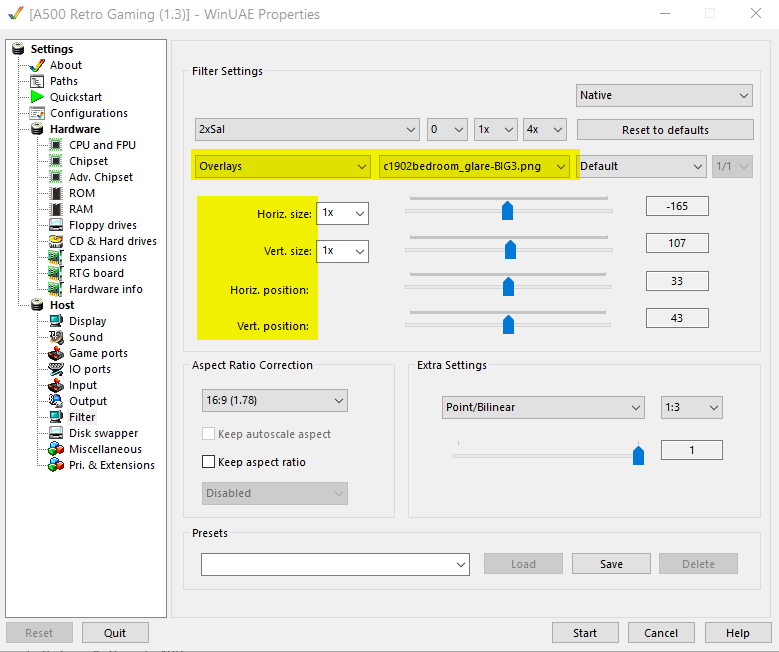 [A500 Retro Gaming (1.3)] - WinUAE Properties
Settings
About
Paths
Quickstart
Configurations
Hardware
CPU and FPU
Chipset
Adv. Chipset
ROM
RAM
Floppy drives
CD & Hard drives
Expansions
RTG board
Hardware info
Host
Display
Sound
Game ports
IO ports
Input
Output
Filter
Disk swapper
Miscellaneous
Pri. & Extensions
Filter Settings
Native
2xSal 0 1x 4x Reset to defaults
Overlays c1902bedroom_glare-BIG3.png Default 1/1
Horiz. size: 1x -165
Vert. size: 1x 107
Horiz. position: 33
Vert. position: 43
Aspect Ratio Correction
16:9 (1.78)
Keep autoscale aspect
Keep aspect ratio
Disabled
Extra Settings
Point/Bilinear 1:3
1
Presets
Load Save Delete
Reset Quit Start Cancel Help